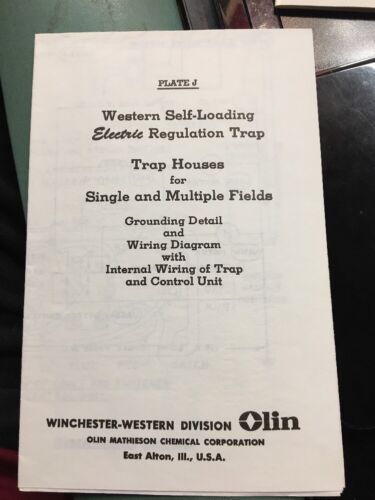 PLATE J
Western Self-Loading
Electric Regulation Trap
Trap Houses
for
Single and Multiple Fields
Grounding Detail
and
Wiring Diagram
with
Internal Wiring of Trap
and Control Unit
WINCHESTER-WESTERN DIVISION Olin
OLIN MATHIESON CHEMICAL CORPORATION
East Alton, Ill., U.S.A.